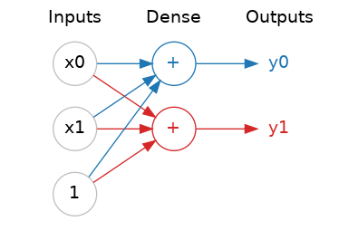 Inputs Dense Outputs
x0 + y0
x1 + y1
1